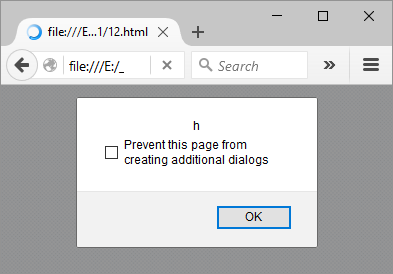 file:///E...1/12.html
file:///E:/_
Search
h
Prevent this page from
creating additional dialogs
OK